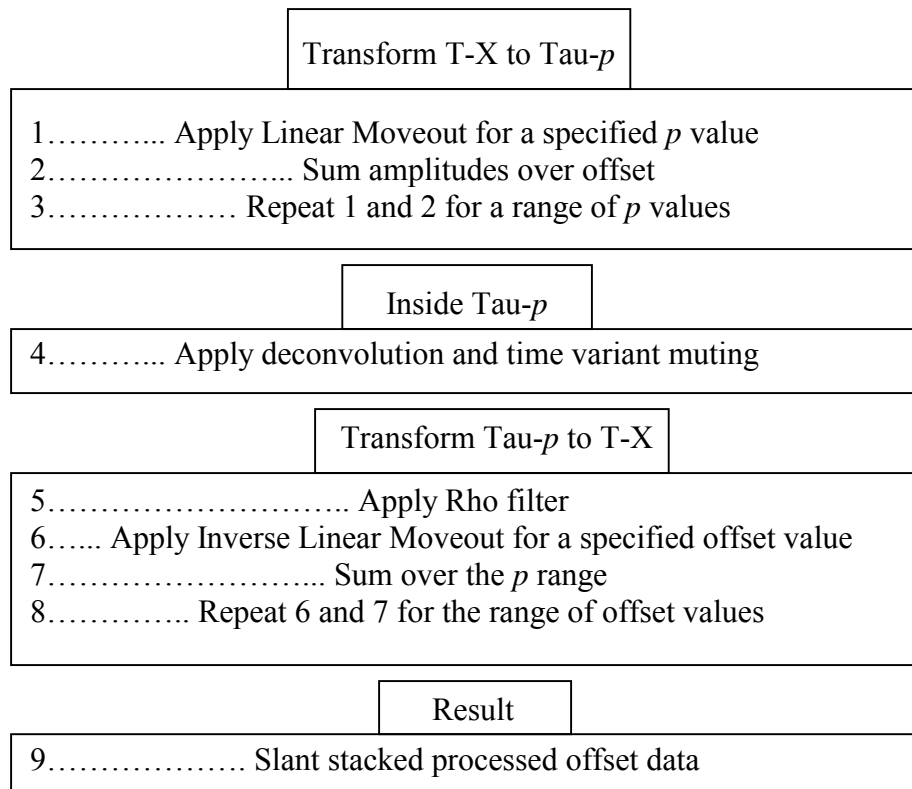 Transform T-X to Tau-p
1………... Apply Linear Moveout for a specified p value
2…………………... Sum amplitudes over offset
3……………… Repeat 1 and 2 for a range of p values
Inside Tau-p
4………... Apply deconvolution and time variant muting
Transform Tau-p to T-X
5……………………….. Apply Rho filter
6…... Apply Inverse Linear Moveout for a specified offset value
7……………………... Sum over the p range
8………….. Repeat 6 and 7 for the range of offset values
Result
9………………. Slant stacked processed offset data